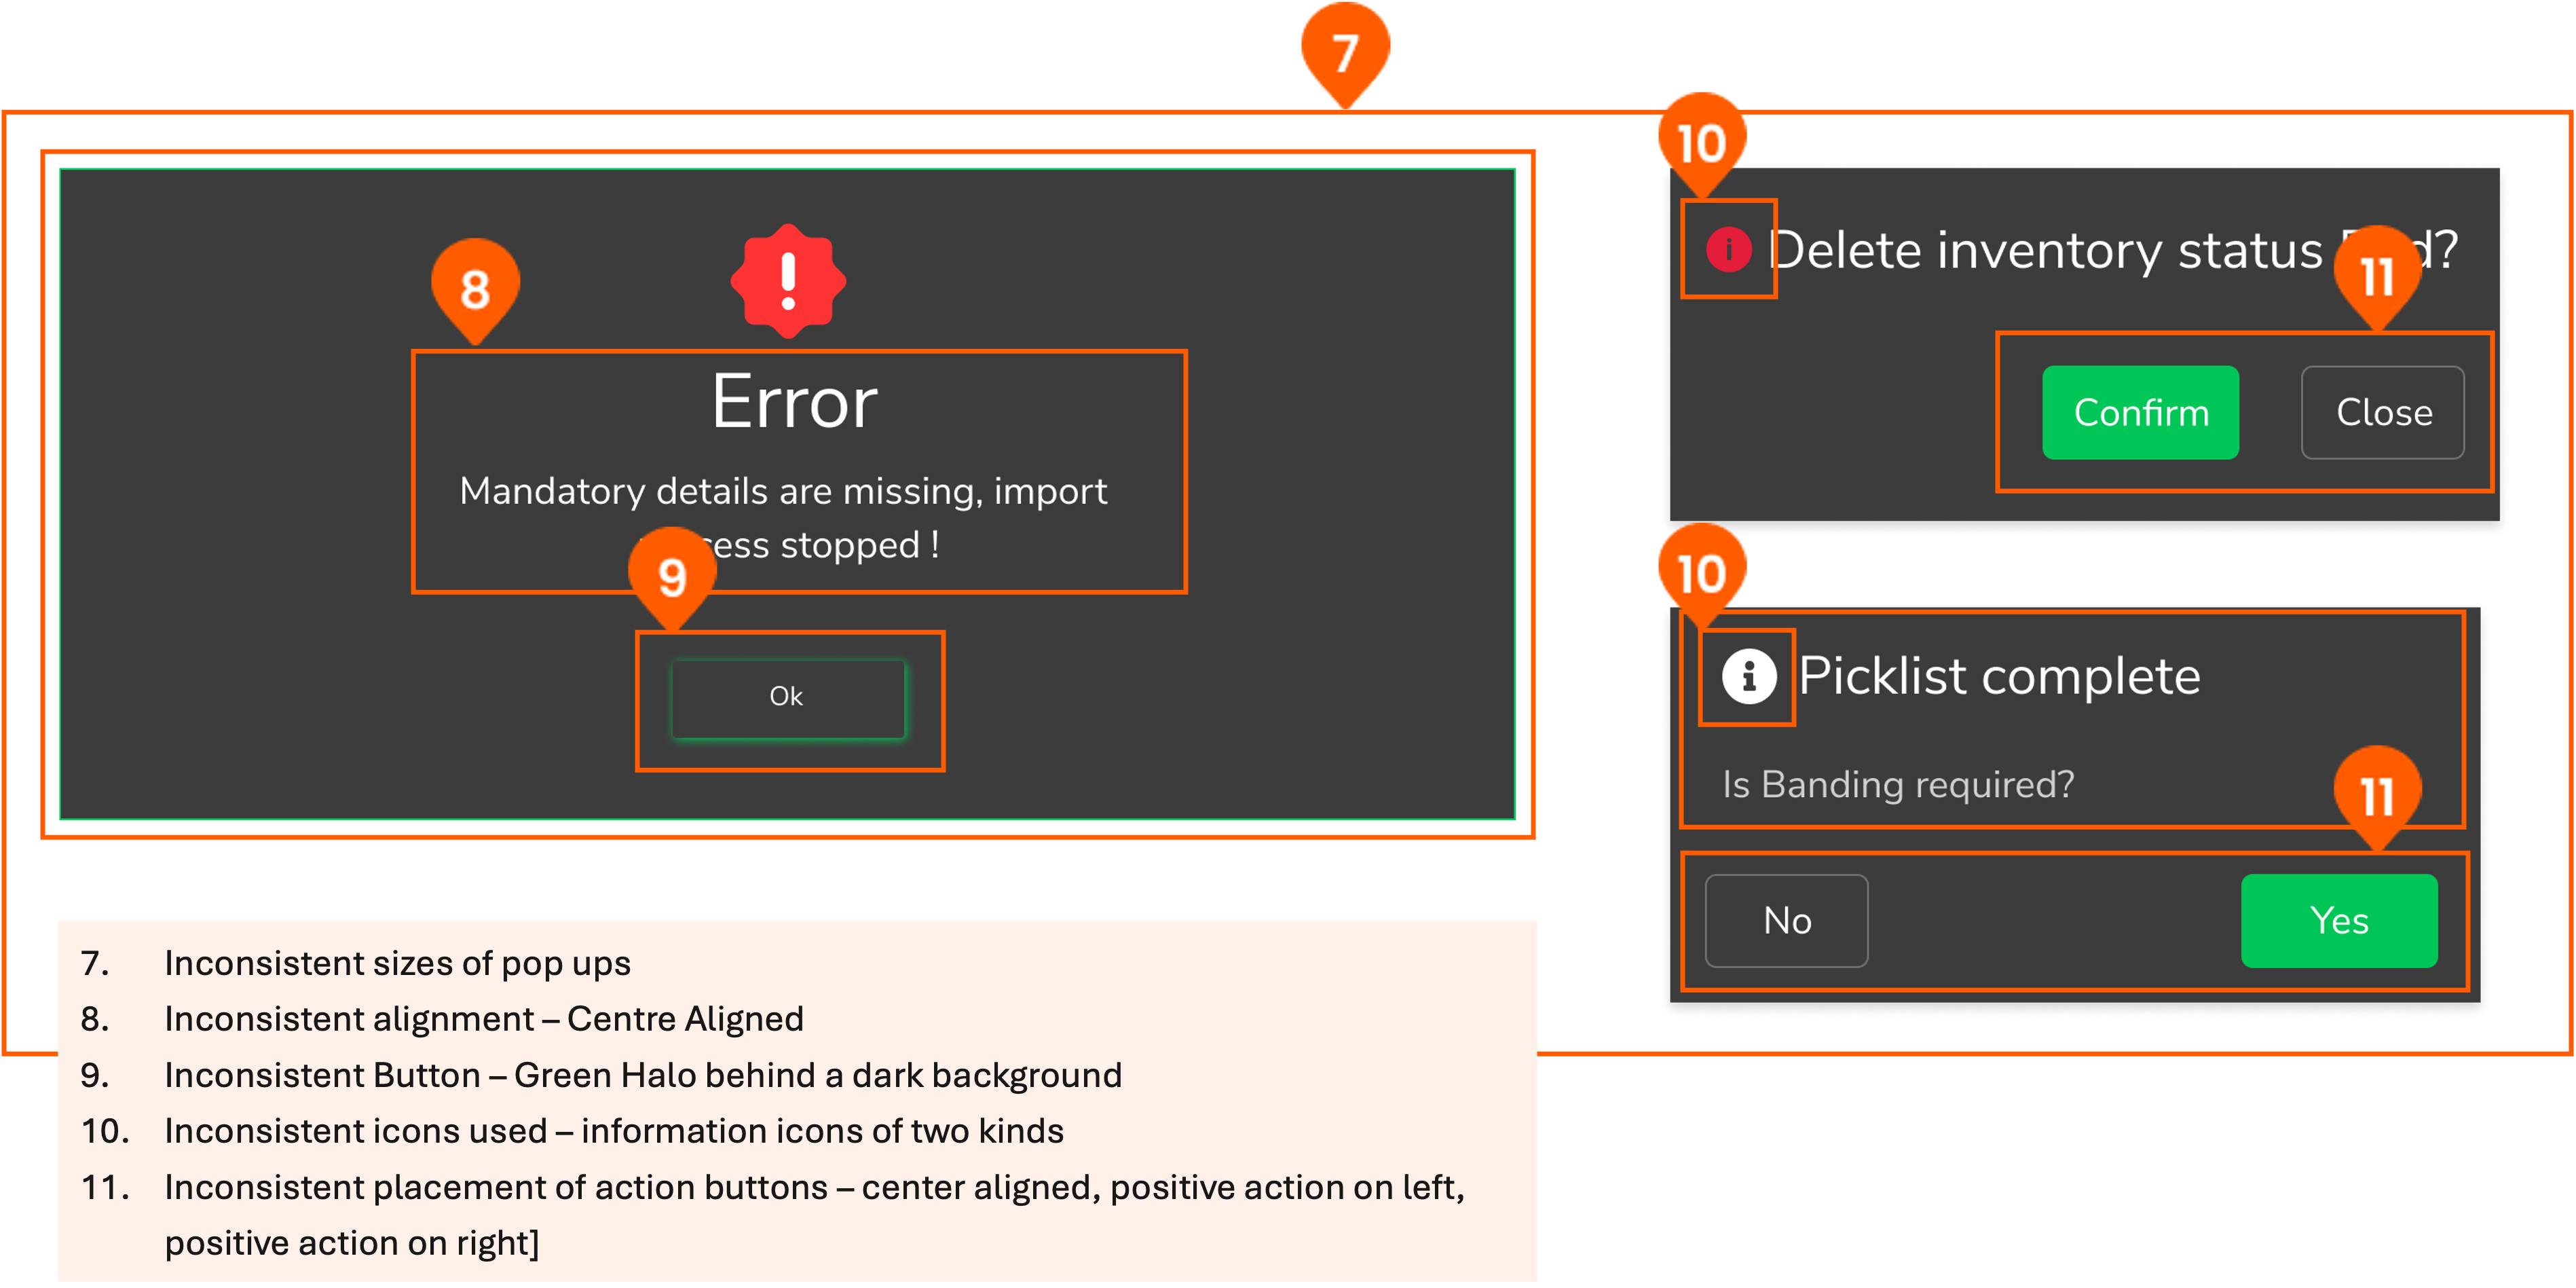 7
10
Delete inventory status d?
11
Confirm
Close
8
Error
Mandatory details are missing, import
stopped !
9
Ok
10
Picklist complete
Is Banding required?
11
No
Yes
7. Inconsistent sizes of pop ups
8. Inconsistent alignment – Centre Aligned
9. Inconsistent Button – Green Halo behind a dark background
10. Inconsistent icons used – information icons of two kinds
11. Inconsistent placement of action buttons – center aligned, positive action on left,
positive action on right]